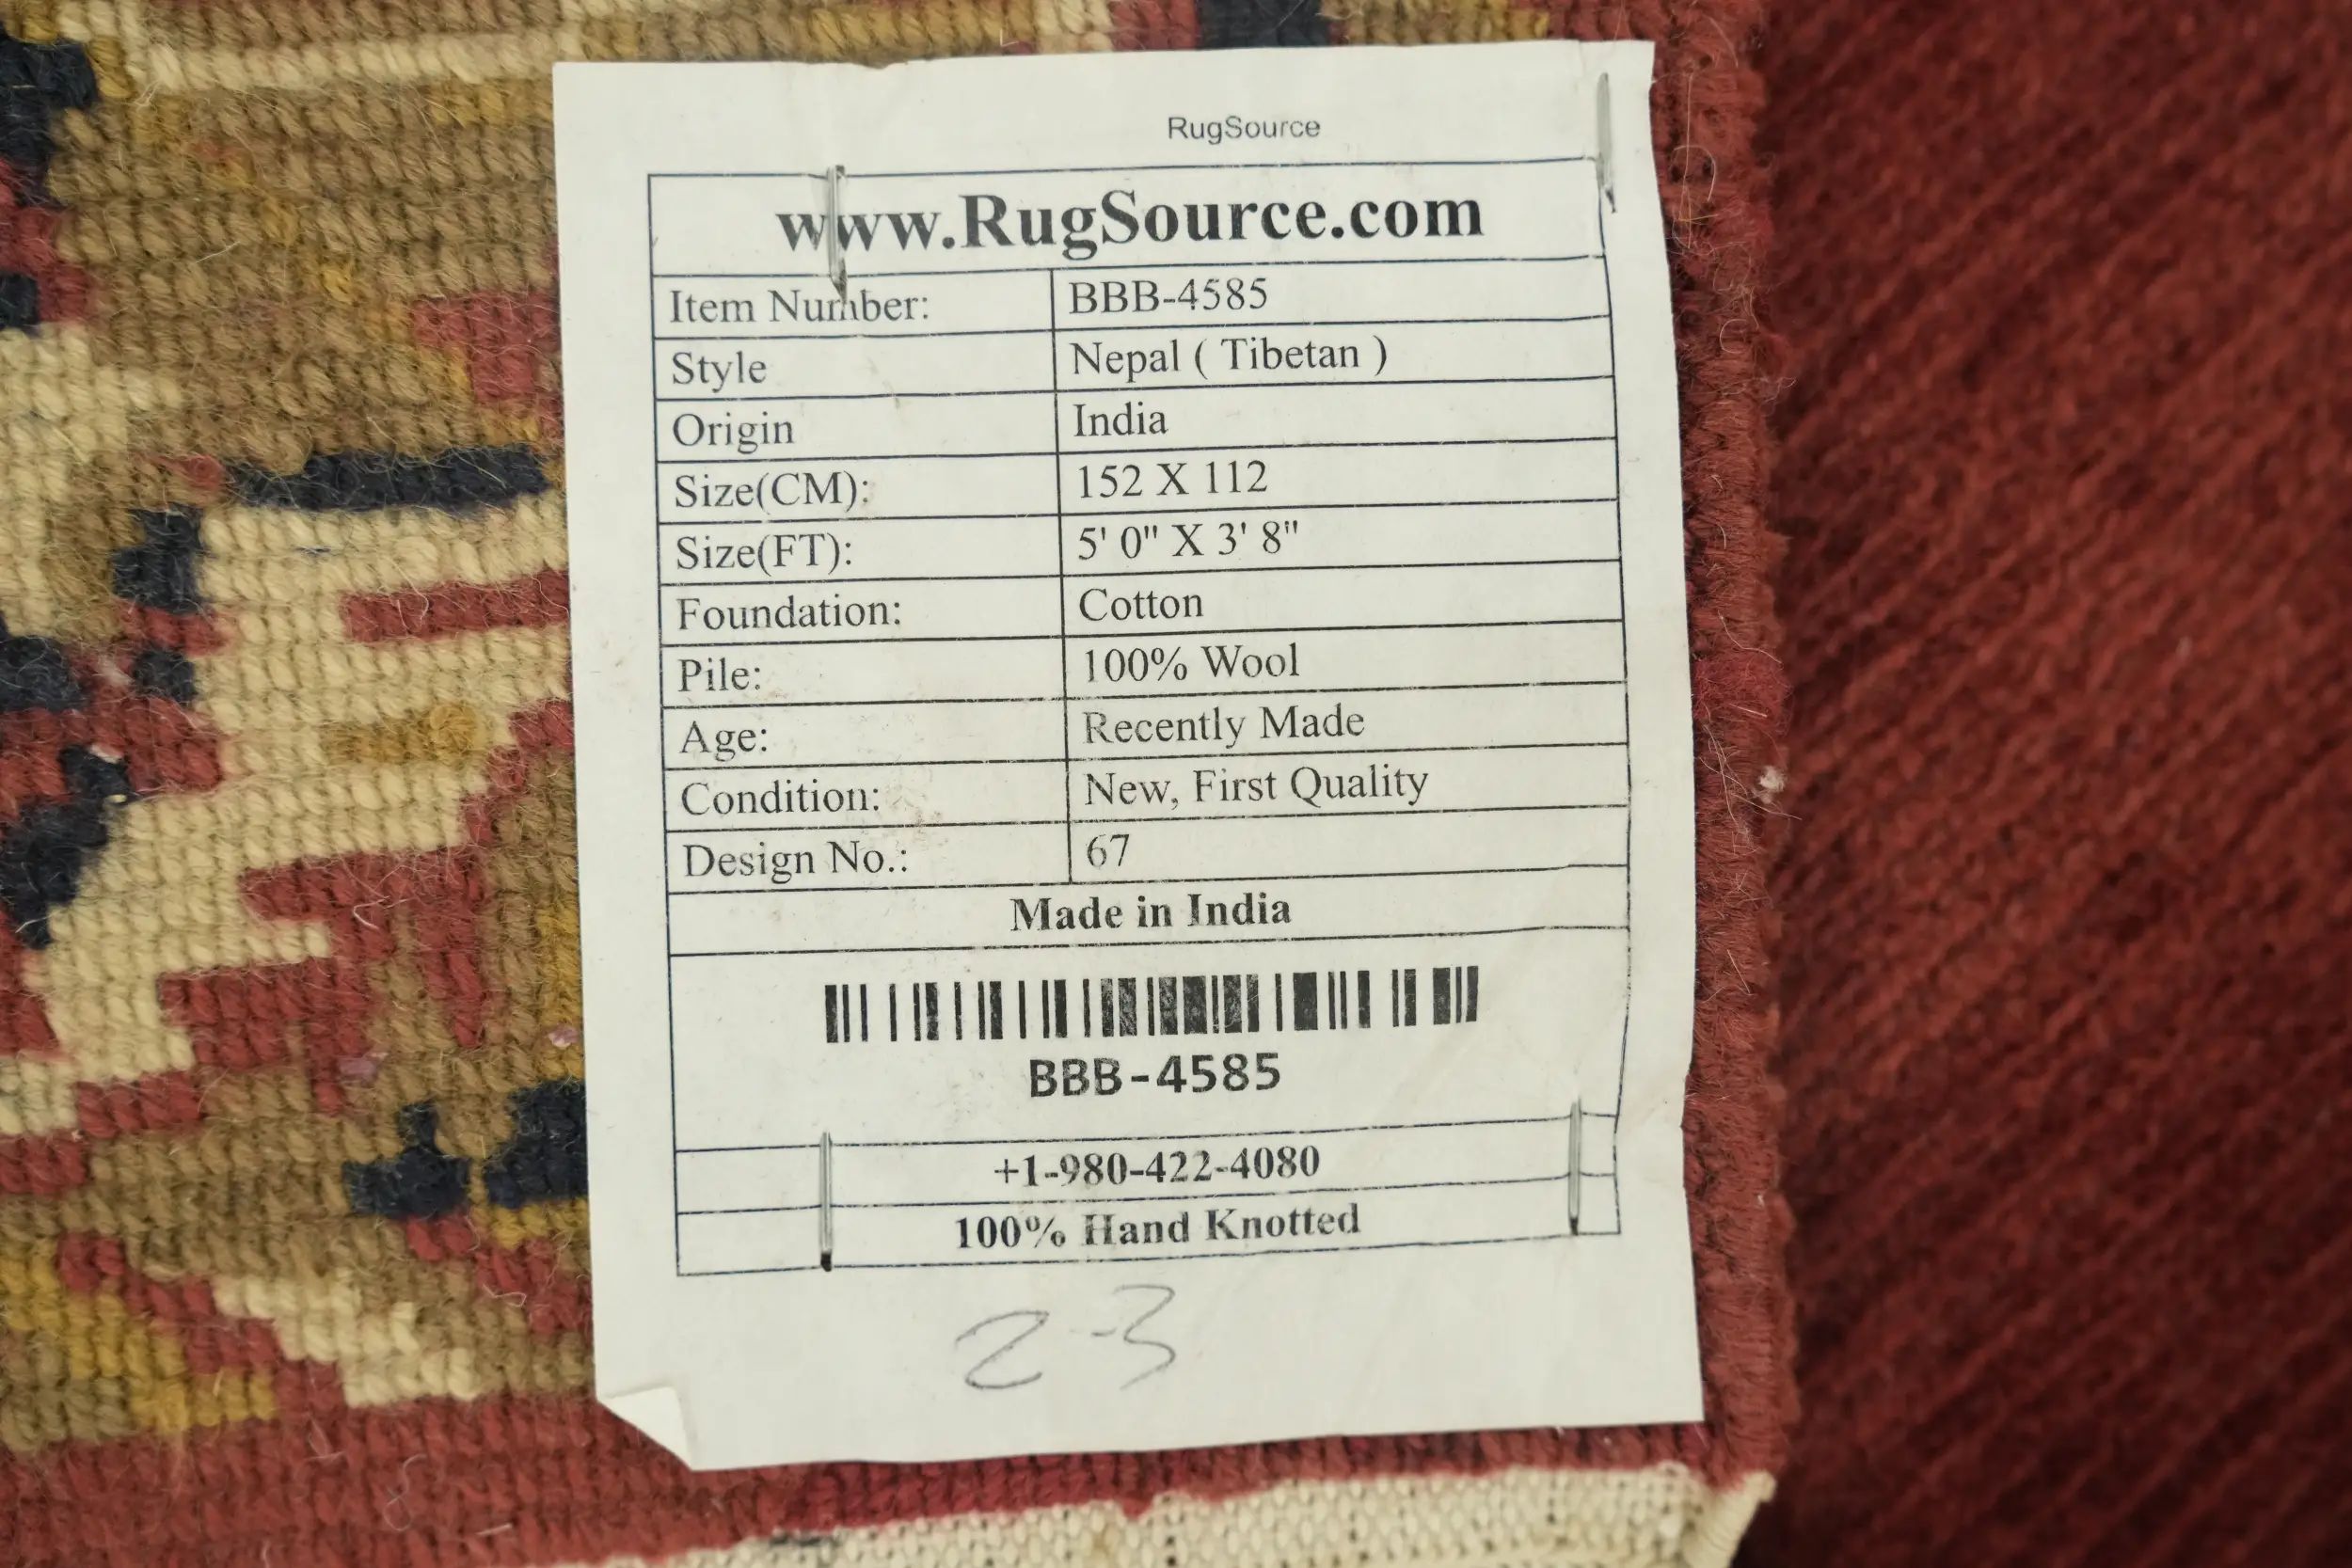 RugSource
www.RugSource.com
Item Number: BBB-4585
Style Nepal ( Tibetan )
Origin India
Size(CM): 152 X 112
Size(FT): 5' 0" X 3' 8"
Foundation: Cotton
Pile: 100% Wool
Age: Recently Made
Condition: New, First Quality
Design No.: 67
Made in India
BBB-4585
+1-980-422-4080
100% Hand Knotted
2-3